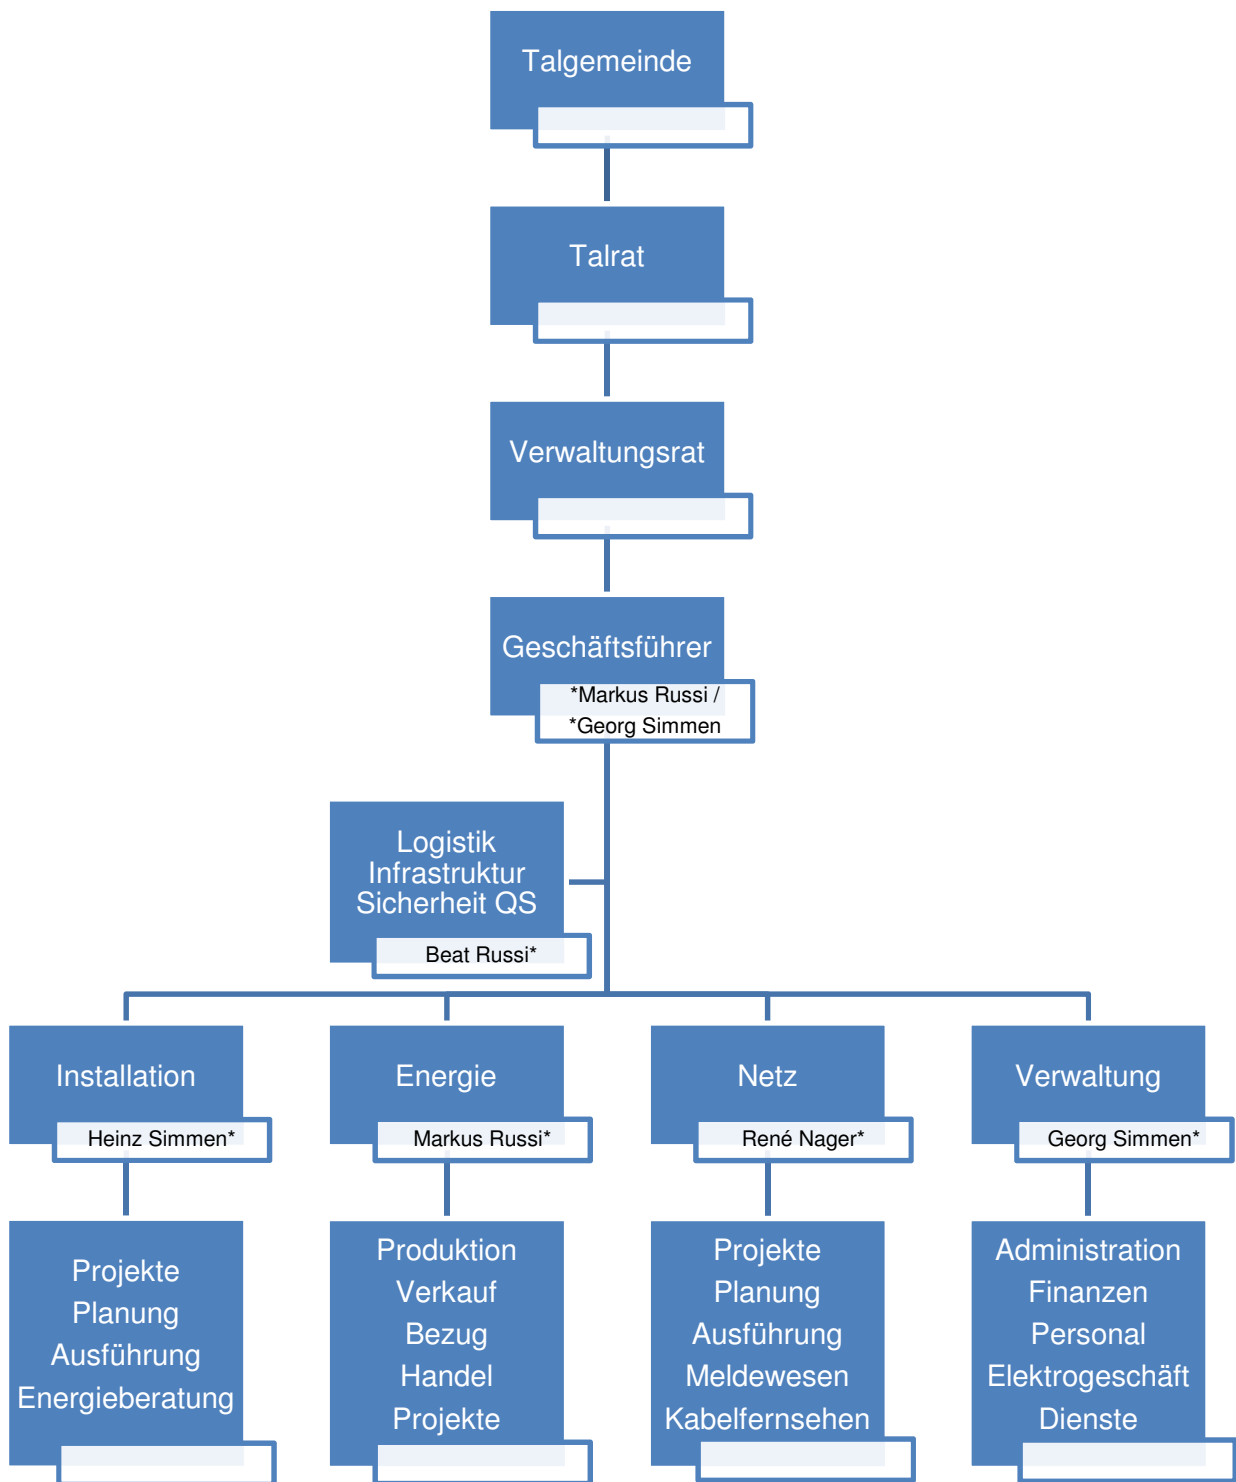 Talgemeinde
Talrat
Verwaltungsrat
Geschäftsführer
*Markus Russi /
*Georg Simmen
Logistik
Infrastruktur
Sicherheit QS
Beat Russi*
Installation
Heinz Simmen*
Energie
Markus Russi*
Netz
René Nager*
Verwaltung
Georg Simmen*
Projekte
Planung
Ausführung
Energieberatung
Produktion
Verkauf
Bezug
Handel
Projekte
Projekte
Planung
Ausführung
Meldewesen
Kabelfernsehen
Administration
Finanzen
Personal
Elektrogeschäft
Dienste